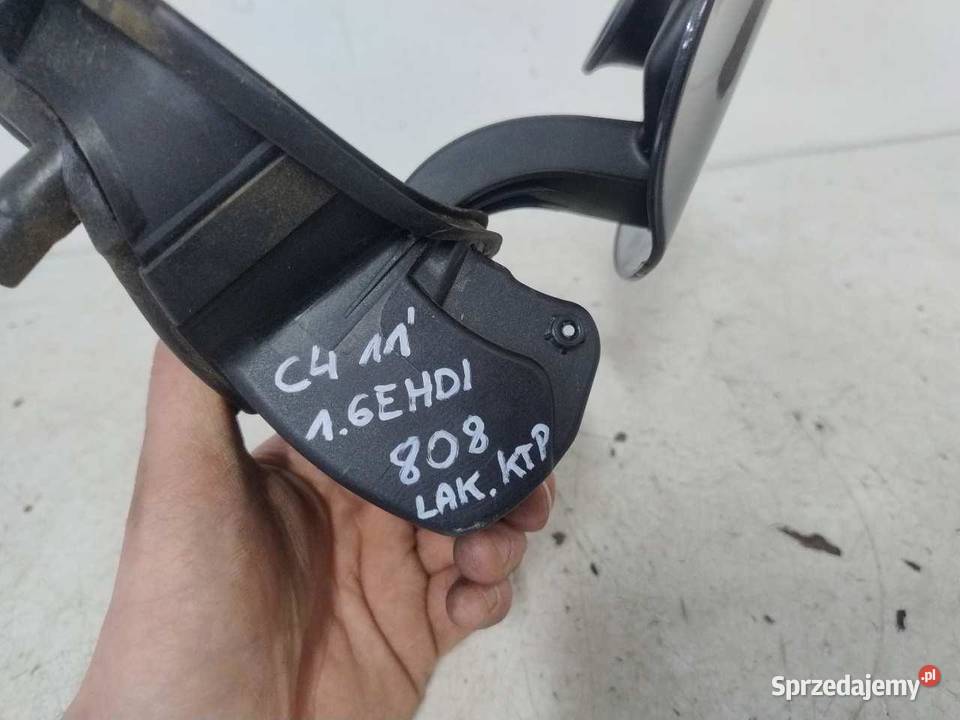 C4 11'
1.6EHDI
808
LAK. KTP
Sprzedajemy.pl